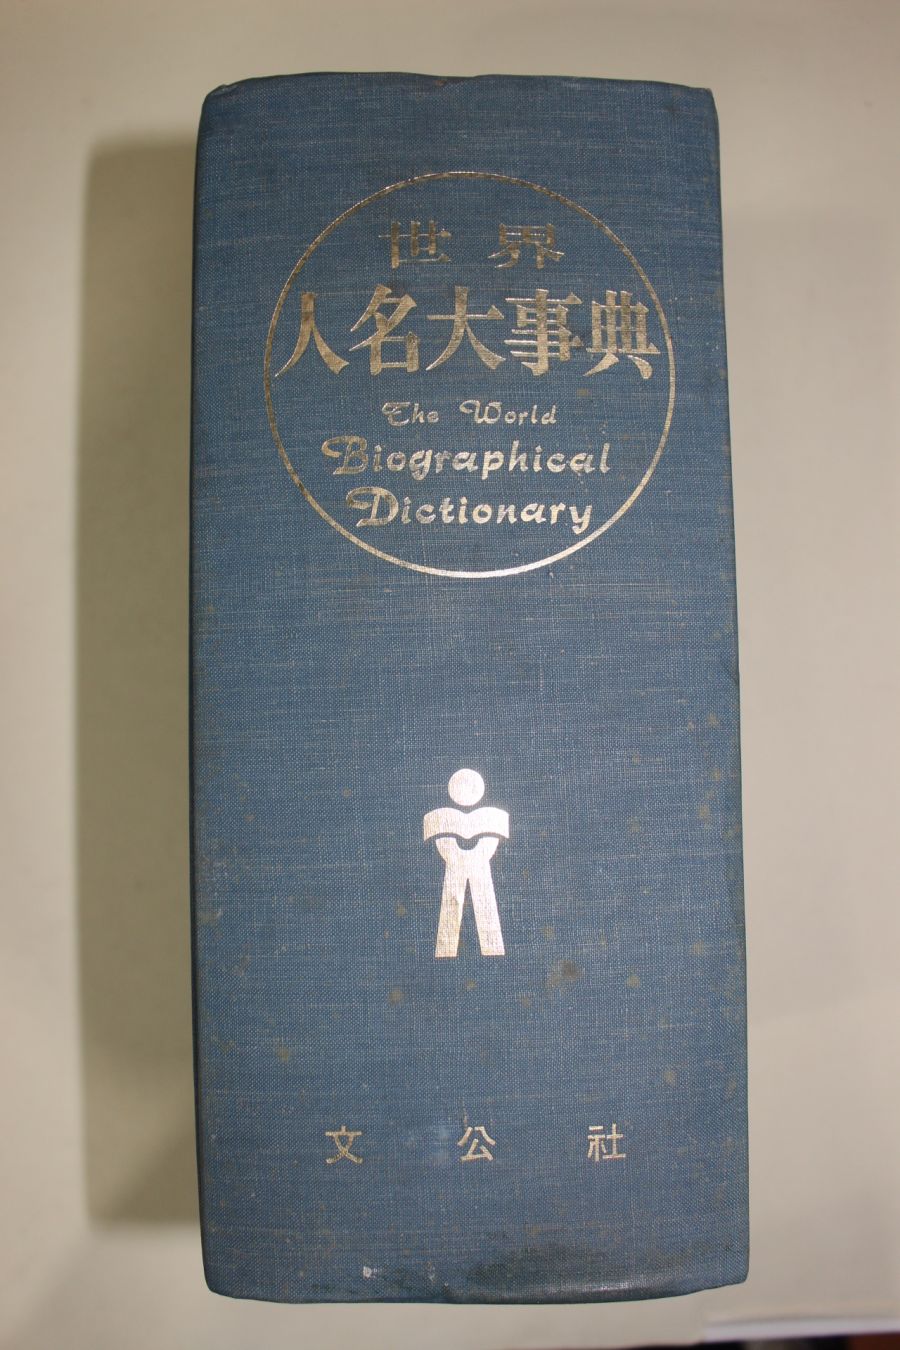 世界
人名大事典
The World
Biographical
Dictionary
文公社